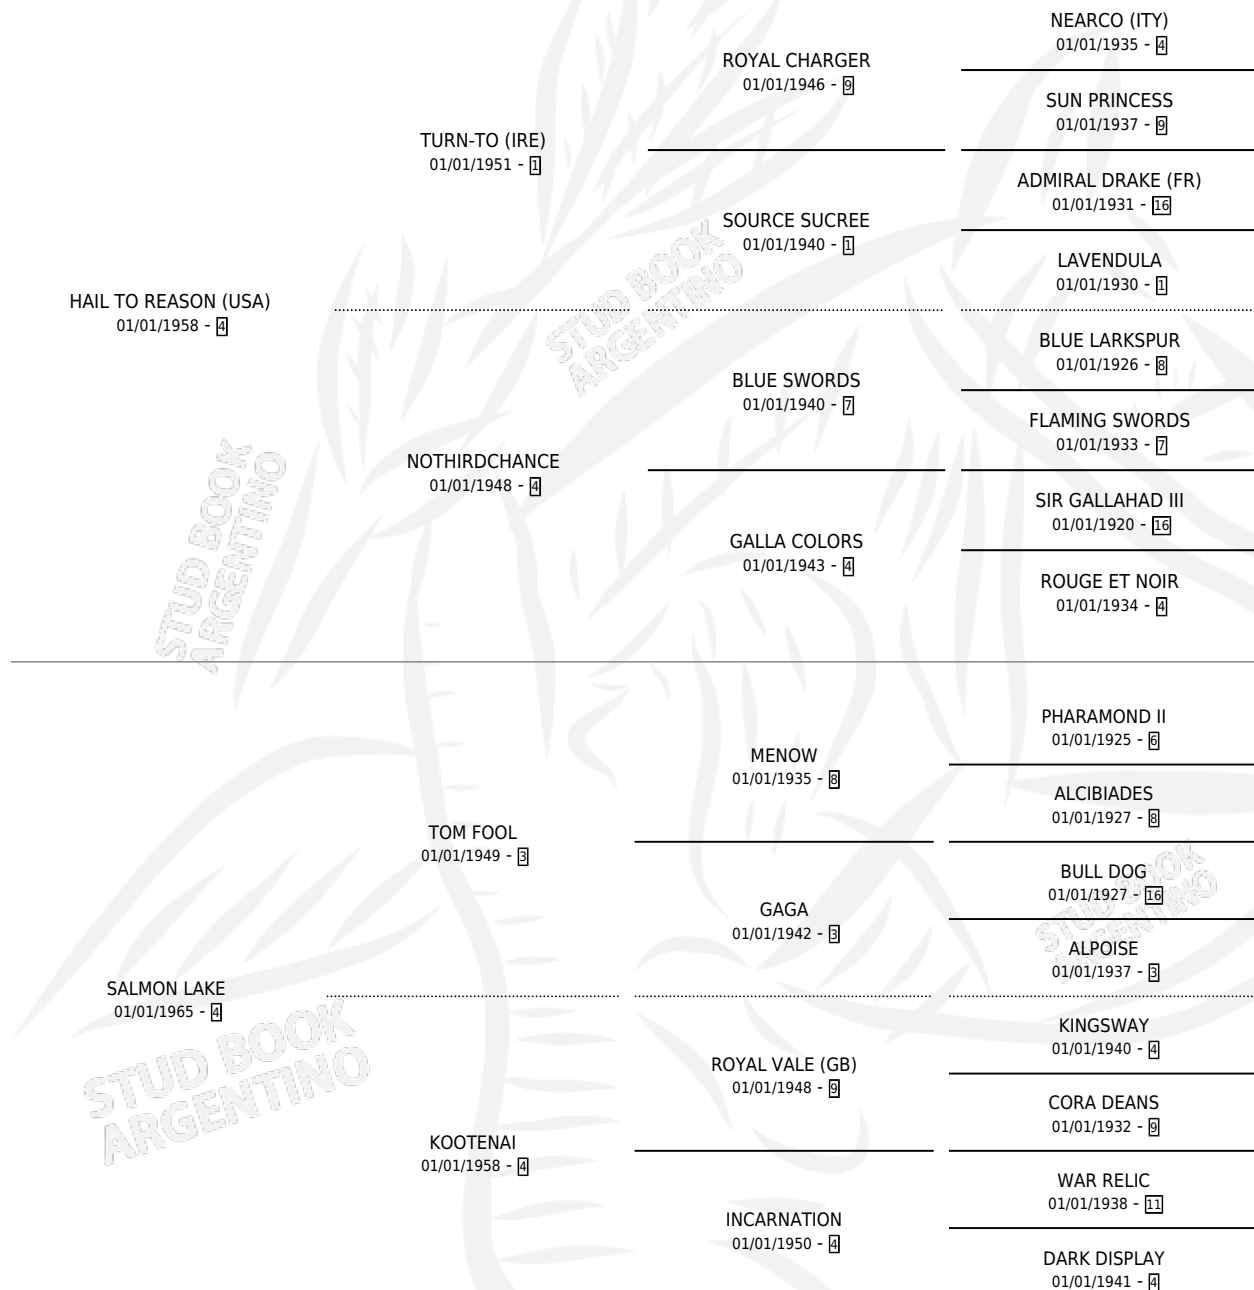 NEARCO (ITY)
01/01/1935 - 4
ROYAL CHARGER
01/01/1946 - 9
SUN PRINCESS
01/01/1937 - 9
TURN-TO (IRE)
01/01/1951 - 1
ADMIRAL DRAKE (FR)
01/01/1931 - 16
SOURCE SUCREE
01/01/1940 - 1
LAVENDULA
01/01/1930 - 1
HAIL TO REASON (USA)
01/01/1958 - 4
STUD BOOK
ARGENTINO
BLUE LARKSPUR
01/01/1926 - 8
BLUE SWORDS
01/01/1940 - 7
FLAMING SWORDS
01/01/1933 - 7
NOTHIRDCHANCE
01/01/1948 - 4
SIR GALLAHAD III
01/01/1920 - 16
GALLA COLORS
01/01/1943 - 4
ROUGE ET NOIR
01/01/1934 - 4
STUD BOOK
ARGENTINO
PHARAMOND II
01/01/1925 - 6
MENOW
01/01/1935 - 8
ALCIBIADES
01/01/1927 - 8
TOM FOOL
01/01/1949 - 3
BULL DOG
01/01/1927 - 16
GAGA
01/01/1942 - 3
ALPOISE
01/01/1937 - 3
STUD BOOK
ARGENTINO
SALMON LAKE
01/01/1965 - 4
KINGSWAY
01/01/1940 - 4
ROYAL VALE (GB)
01/01/1948 - 9
CORA DEANS
01/01/1932 - 9
STUD BOOK
ARGENTINO
KOOTENAI
01/01/1958 - 4
WAR RELIC
01/01/1938 - 11
INCARNATION
01/01/1950 - 4
DARK DISPLAY
01/01/1941 - 4